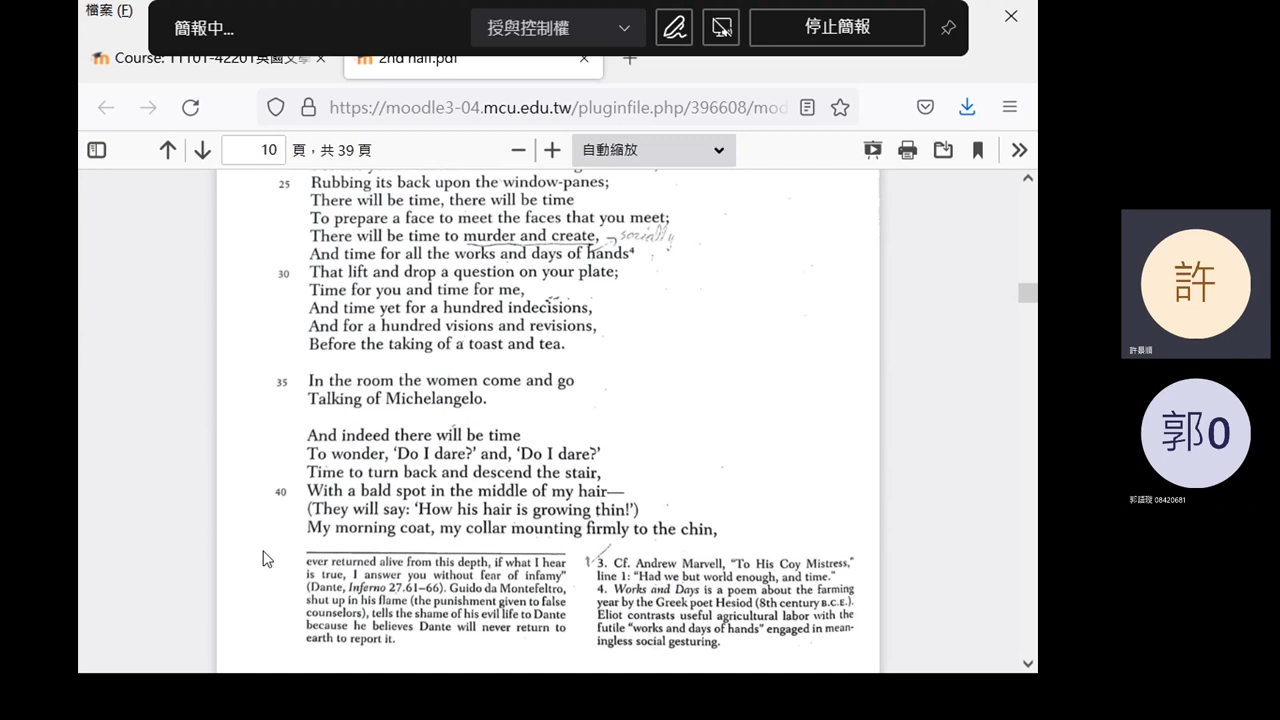 檔案 (F)
簡報中...
授與控制權
停止簡報
Course: 11101-42201英國文學
2nd half.pdf
https://moodle3-04.mcu.edu.tw/pluginfile.php/396608/mod
10 頁，共 39 頁
自動縮放
25 Rubbing its back upon the window-panes;
There will be time, there will be time
To prepare a face to meet the faces that you meet;
There will be time to murder and create,
socially
And time for all the works and days of hands⁴
30 That lift and drop a question on your plate;
Time for you and time for me,
And time yet for a hundred indecisions,
And for a hundred visions and revisions,
Before the taking of a toast and tea.
35 In the room the women come and go
Talking of Michelangelo.
And indeed there will be time
To wonder, ‘Do I dare?’ and, ‘Do I dare?’
Time to turn back and descend the stair,
40 With a bald spot in the middle of my hair—
(They will say: ‘How his hair is growing thin!’)
My morning coat, my collar mounting firmly to the chin,
ever returned alive from this depth, if what I hear
is true, I answer you without fear of infamy”
(Dante, Inferno 27.61–66). Guido da Montefeltro,
shut up in his flame (the punishment given to false
counselors), tells the shame of his evil life to Dante
because he believes Dante will never return to
earth to report it.
3. Cf. Andrew Marvell, “To His Coy Mistress,”
line 1: “Had we but world enough, and time.”
4. Works and Days is a poem about the farming
year by the Greek poet Hesiod (8th century B.C.E.).
Eliot contrasts useful agricultural labor with the
futile “works and days of hands” engaged in mean-
ingless social gesturing.
許
許景順
郭0
08420681